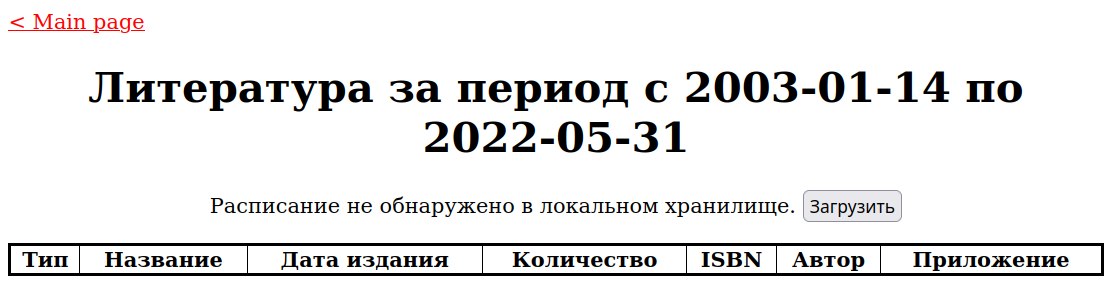 < Main page
Литература за период с 2003-01-14 по
2022-05-31
Расписание не обнаружено в локальном хранилище. Загрузить
Тип Название Дата издания Количество ISBN Автор Приложение